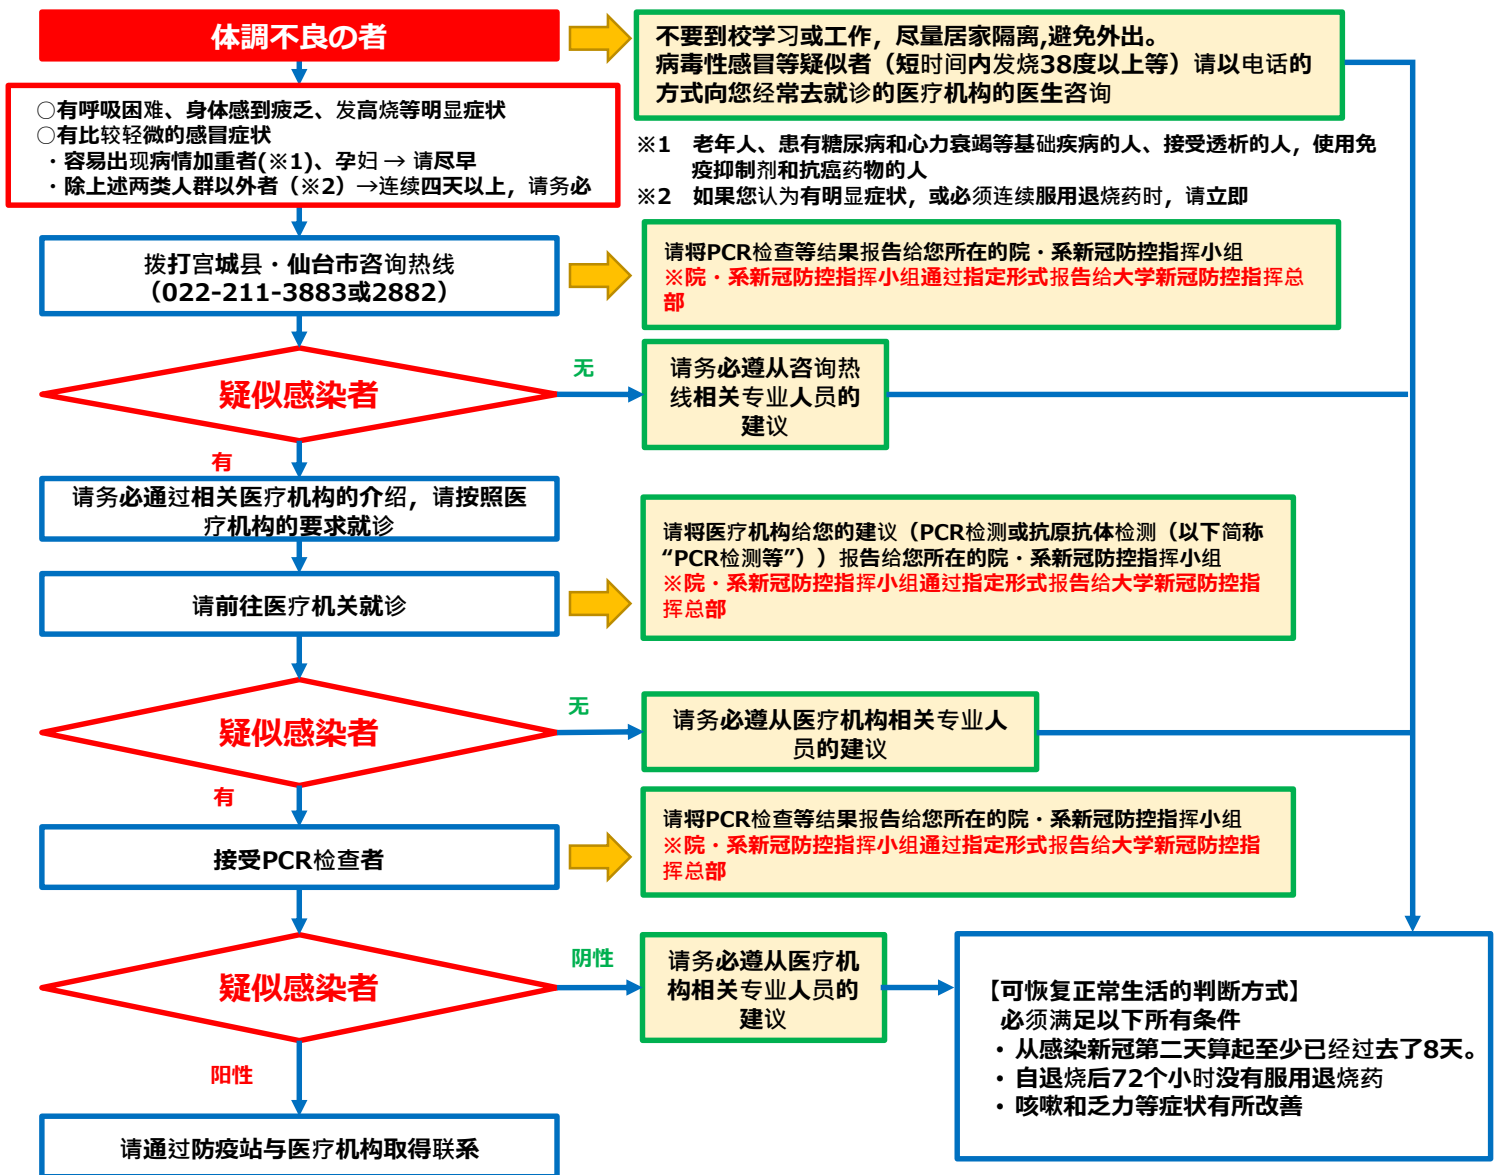 体調不良の者
不要到校学习或工作，尽量居家隔离,避免外出。
病毒性感冒等疑似者（短时间内发烧38度以上等）请以电话的
方式向您经常去就诊的医疗机构的医生咨询
○有呼吸困难、身体感到疲乏、发高烧等明显症状
○有比较轻微的感冒症状
・容易出现病情加重者(※1)、孕妇 → 请尽早
・除上述两类人群以外者（※2）→连续四天以上，请务必
※1 老年人、患有糖尿病和心力衰竭等基础疾病的人、接受透析的人，使用免
疫抑制剂和抗癌药物的人
※2 如果您认为有明显症状，或必须连续服用退烧药时，请立即
拨打宫城县・仙台市咨询热线
（022-211-3883或2882）
请将PCR检查等结果报告给您所在的院・系新冠防控指挥小组
※院・系新冠防控指挥小组通过指定形式报告给大学新冠防控指挥总
部
疑似感染者
无
请务必遵从咨询热
线相关专业人员的
建议
有
请务必通过相关医疗机构的介绍，请按照医
疗机构的要求就诊
请将医疗机构给您的建议（PCR检测或抗原抗体检测（以下简称
“PCR检测等”））报告给您所在的院・系新冠防控指挥小组
※院・系新冠防控指挥小组通过指定形式报告给大学新冠防控指
挥总部
请前往医疗机关就诊
疑似感染者
无
请务必遵从医疗机构相关专业人
员的建议
有
接受PCR检查者
请将PCR检查等结果报告给您所在的院・系新冠防控指挥小组
※院・系新冠防控指挥小组通过指定形式报告给大学新冠防控指
挥总部
疑似感染者
阴性
请务必遵从医疗机
构相关专业人员的
建议
【可恢复正常生活的判断方式】
必须满足以下所有条件
・从感染新冠第二天算起至少已经过去了8天。
・自退烧后72个小时没有服用退烧药
・咳嗽和乏力等症状有所改善
阳性
请通过防疫站与医疗机构取得联系